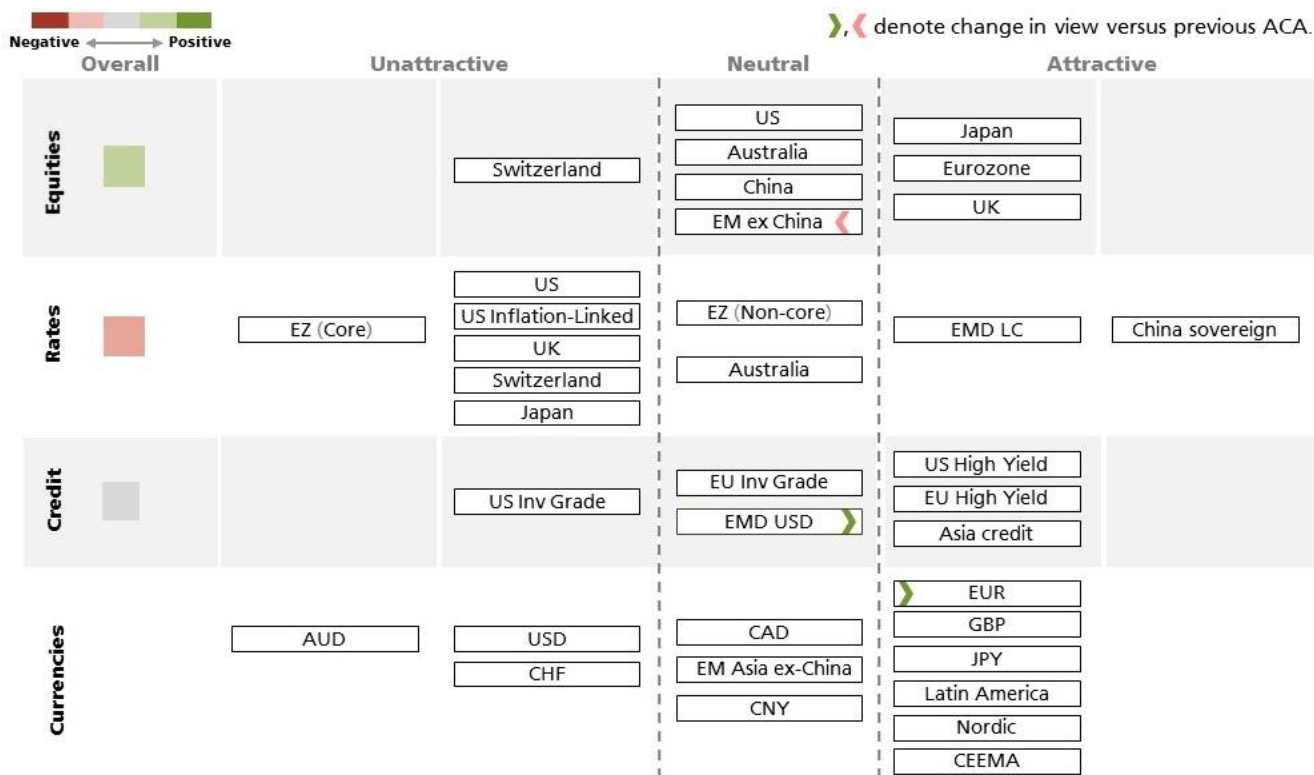 ❯,❮ denote change in view versus previous ACA.
Negative Positive
Overall Unattractive Neutral Attractive
Equities
Switzerland
US
Australia
China
EM ex China
Japan
Eurozone
UK
Rates
EZ (Core)
US
US Inflation-Linked
UK
Switzerland
Japan
EZ (Non-core)
Australia
EMD LC
China sovereign
Credit
US Inv Grade
EU Inv Grade
EMD USD
US High Yield
EU High Yield
Asia credit
Currencies
AUD
USD
CHF
CAD
EM Asia ex-China
CNY
EUR
GBP
JPY
Latin America
Nordic
CEEMA